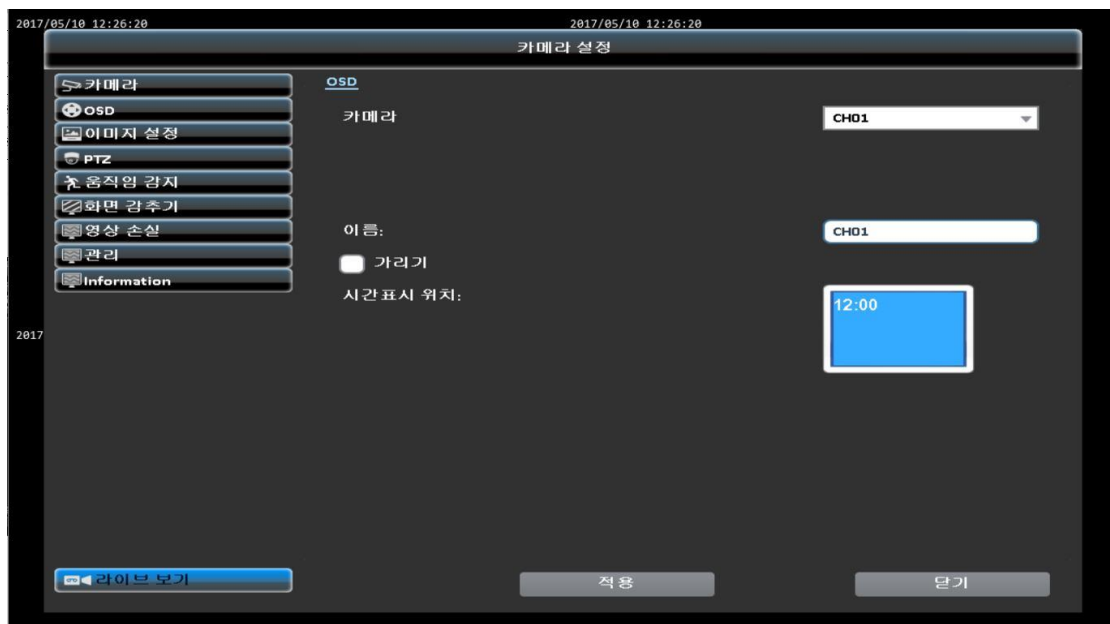 2017/05/10 12:26:20
2017/05/10 12:26:20
카메라 설정
카메라
OSD
이미지 설정
PTZ
움직임 감지
화면 감추기
영상 손실
관리
Information
OSD
카메라
CH01
이름:
CH01
가리기
시간표시 위치:
12:00
2017
라이브 보기
적용
닫기